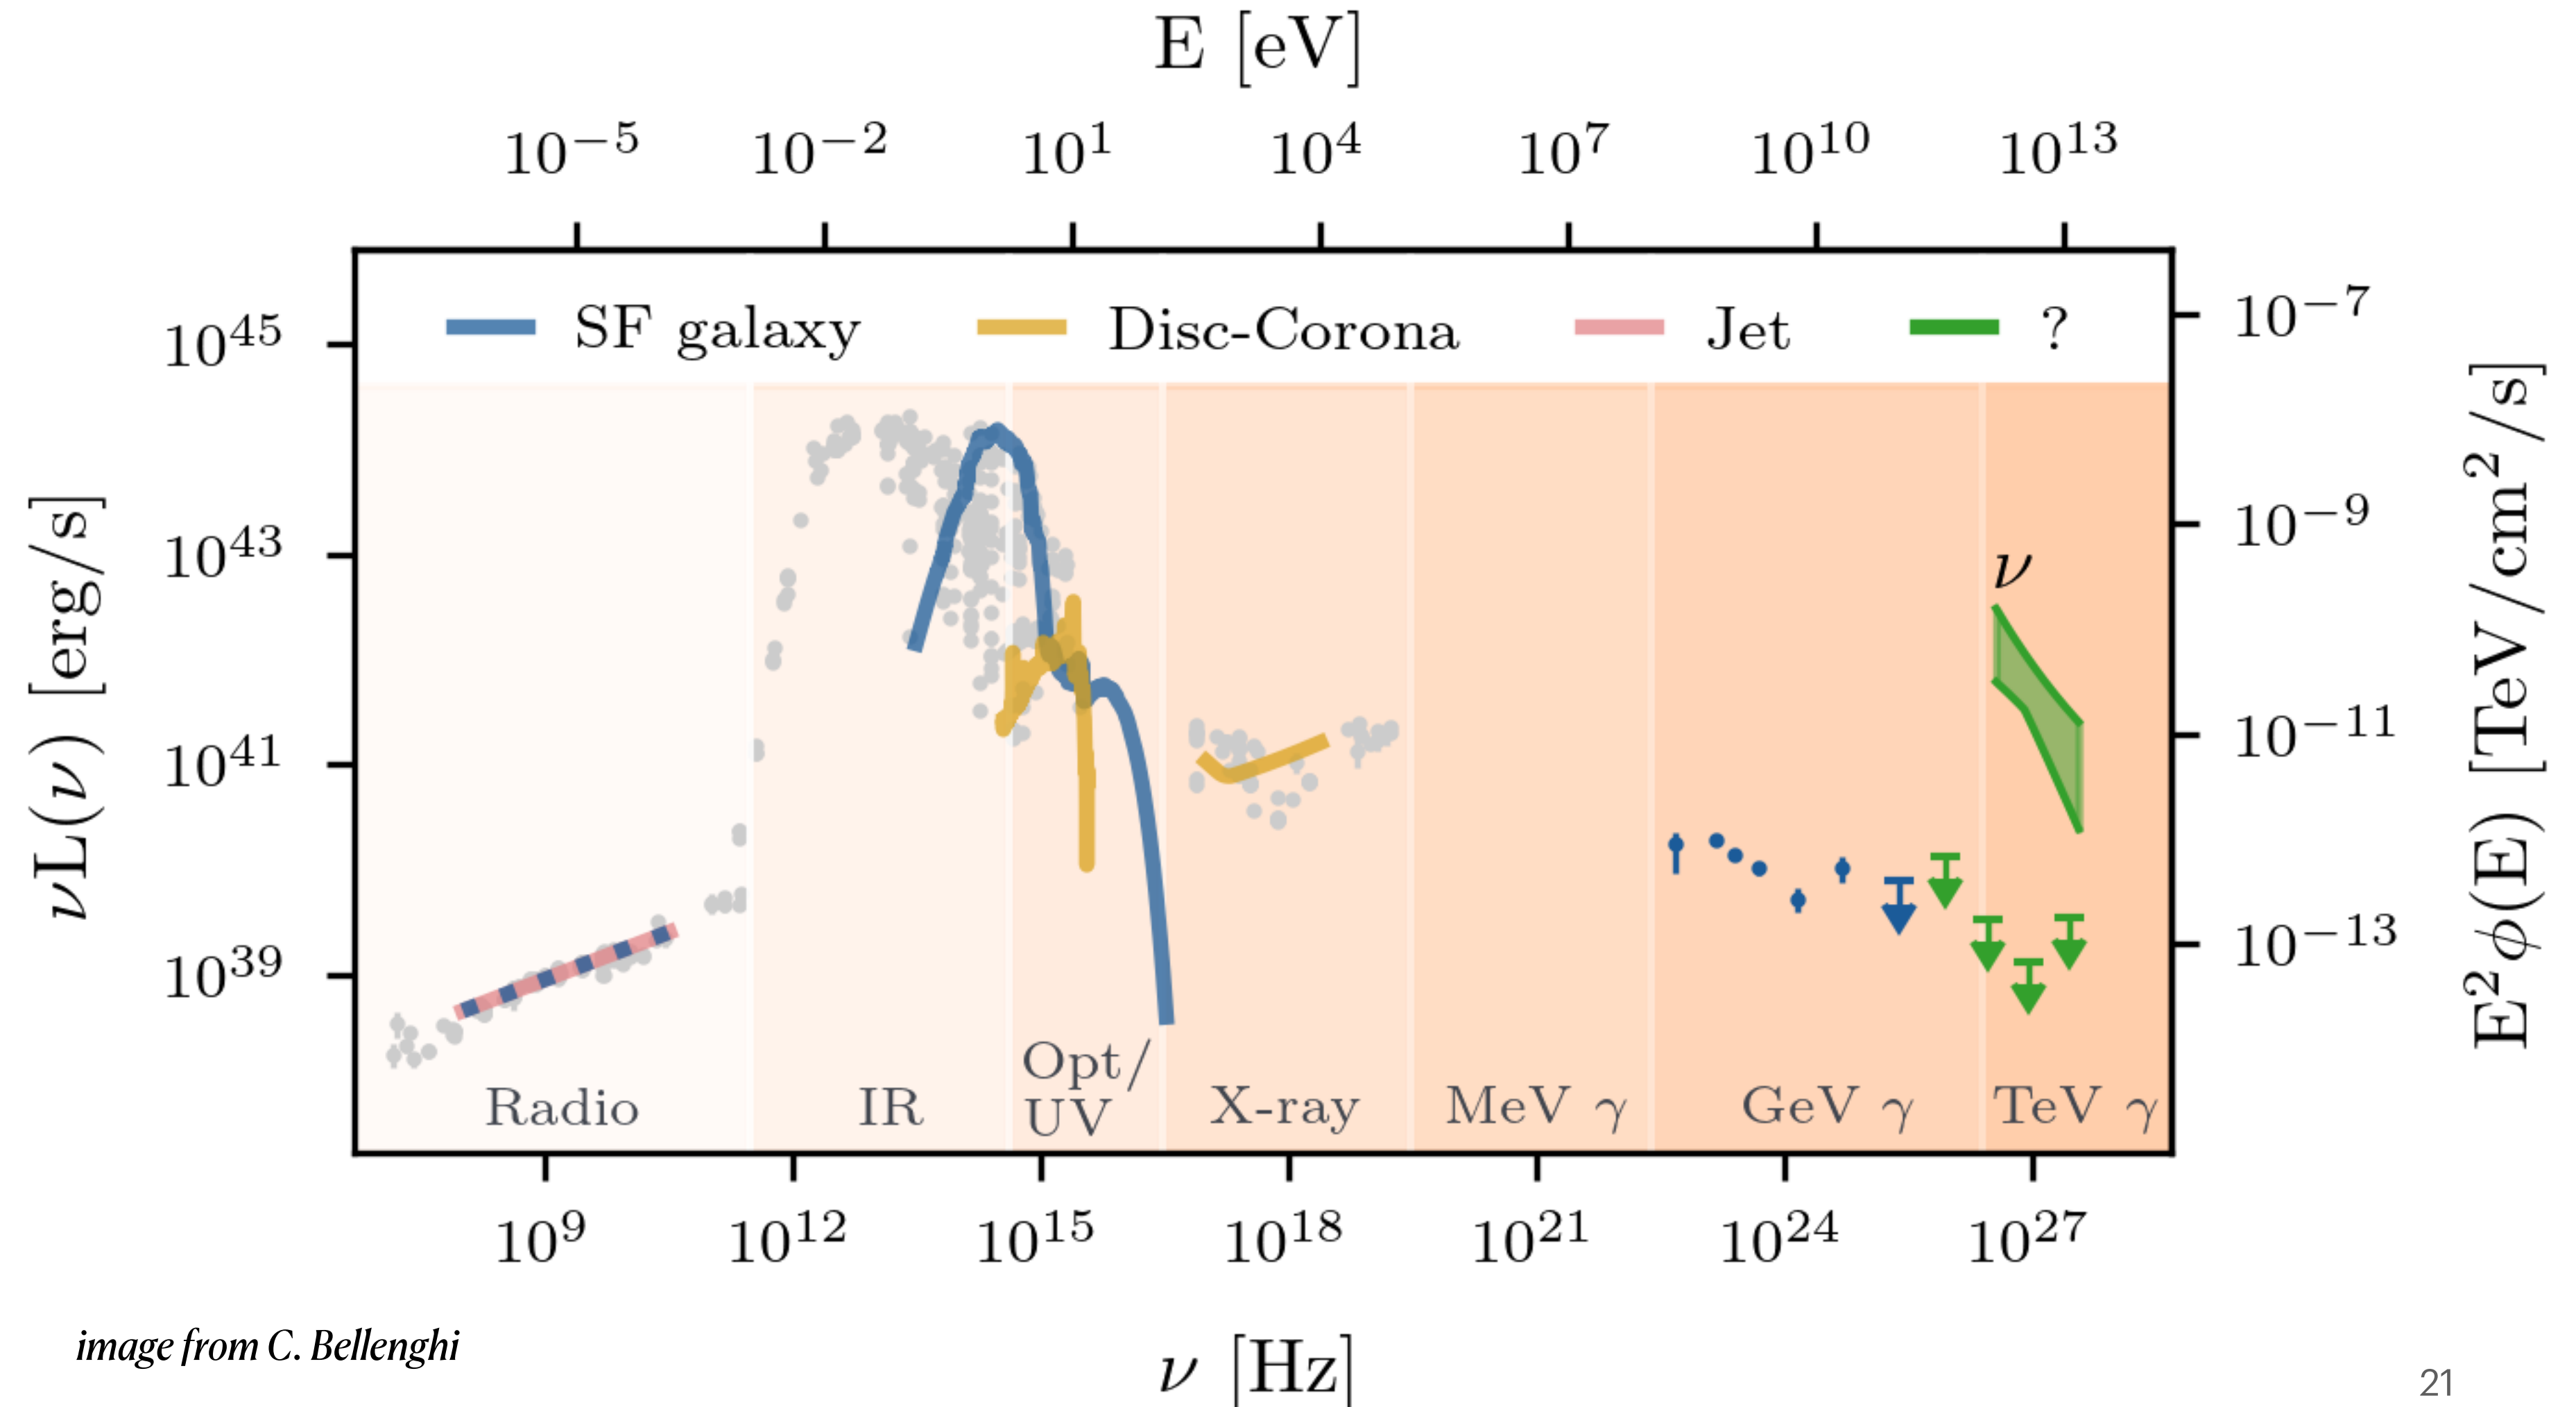 E [eV]
10⁻⁵ 10⁻² 10¹ 10⁴ 10⁷ 10¹⁰ 10¹³
SF galaxy Disc-Corona Jet ?
10⁴⁵
10⁴³
10⁴¹
10³⁹
νL(ν) [erg/s]
10⁻⁷
10⁻⁹
10⁻¹¹
10⁻¹³
E²ϕ(E) [TeV/cm²/s]
ν
Radio IR Opt/
UV X-ray MeV γ GeV γ TeV γ
10⁹ 10¹² 10¹⁵ 10¹⁸ 10²¹ 10²⁴ 10²⁷
ν [Hz]
image from C. Bellenghi
21